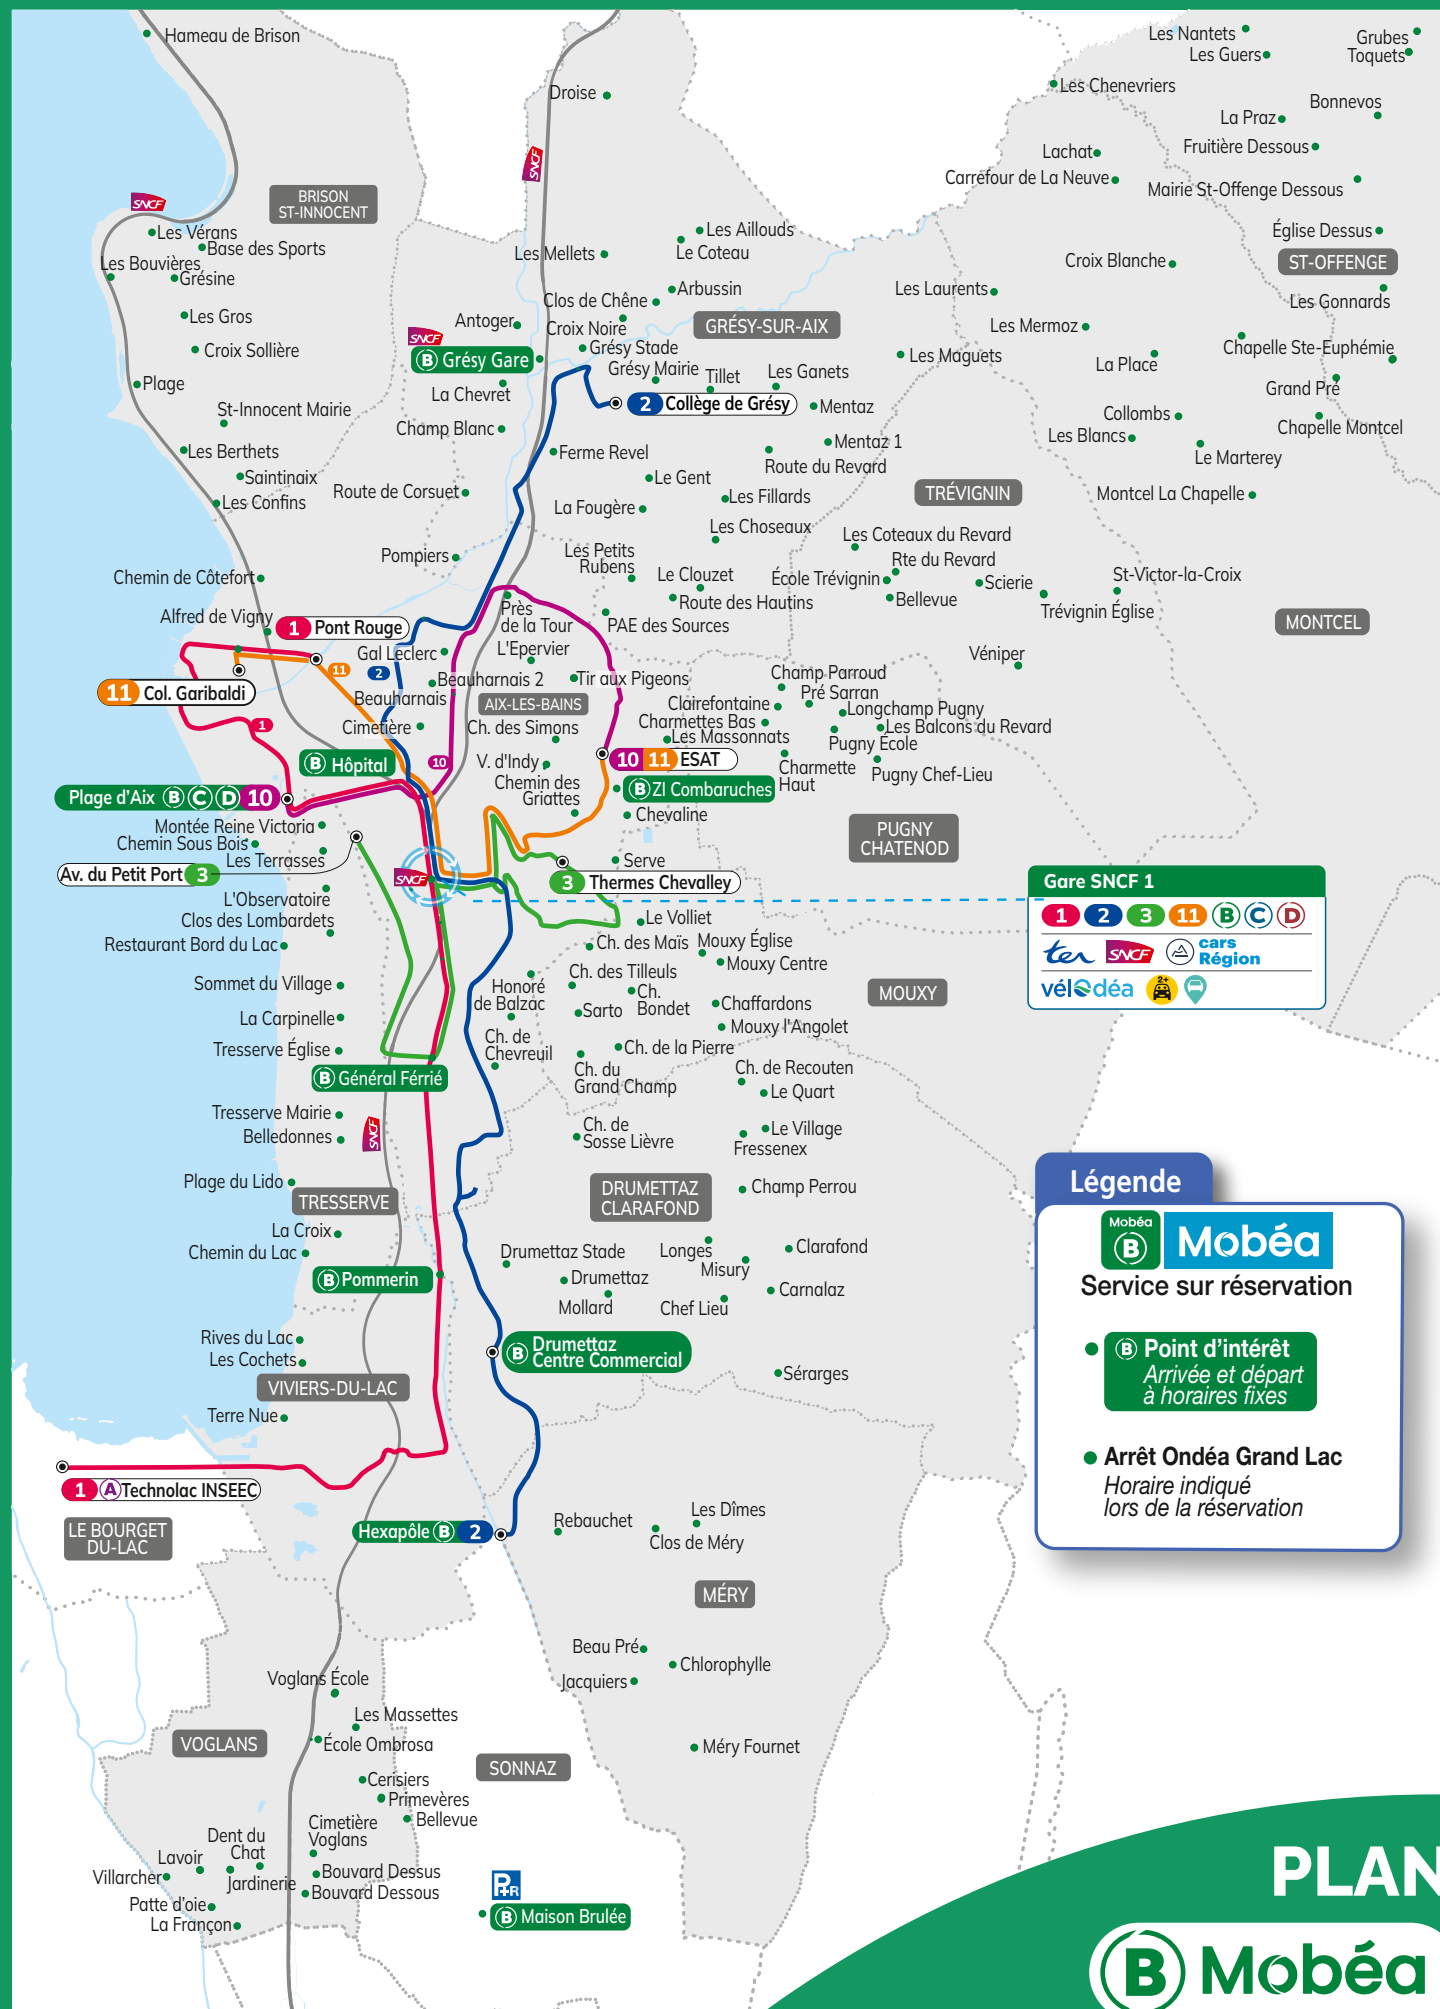 Hameau de Brison
Les Nantets
Les Guers
Grubes
Toquets
Droise
Les Chenevriers
Bonnevos
La Praz
SNCF
Lachat
Fruitière Dessous
Carrefour de La Neuve
Mairie St-Offenge Dessous
BRISON
ST-INNOCENT
SNCF
Les Vérans
Base des Sports
Les Bouvières
Grésine
Les Aillouds
Le Coteau
Les Mellets
Église Dessus
ST-OFFENGE
Croix Blanche
Les Gonnards
Les Gros
Croix Sollière
Arbussin
Clos de Chêne
Les Laurents
Antoger
Croix Noire
GRÉSY-SUR-AIX
Les Mermoz
SNCF
B Grésy Gare
Grésy Stade
Les Maguets
La Place
Chapelle Ste-Euphémie
Plage
La Chevret
Grésy Mairie
Tillet
Les Ganets
Grand Pré
St-Innocent Mairie
2 Collège de Grésy
Mentaz
Collombs
Chapelle Montcel
Champ Blanc
Les Blancs
Les Berthets
Ferme Revel
Mentaz 1
Le Marterey
Saintinaix
Route du Revard
Les Confins
Route de Corsuet
Le Gent
TRÉVIGNIN
Montcel La Chapelle
Les Fillards
La Fougère
Les Choseaux
Les Coteaux du Revard
Pompiers
Les Petits
Rubens
Rte du Revard
Chemin de Côtefort
Le Clouzet
École Trévignin
Scierie
St-Victor-la-Croix
Alfred de Vigny
Près
de la Tour
Route des Hautins
Bellevue
Trévignin Église
1 Pont Rouge
PAE des Sources
MONTCEL
Gal Leclerc
L'Epervier
Véniper
11
2
Beauharnais 2
Tir aux Pigeons
Champ Parroud
11 Col. Garibaldi
Beauharnais
AIX-LES-BAINS
Clairefontaine
Pré Sarran
1
Cimetière
Ch. des Simons
Charmettes Bas
Longchamp Pugny
Les Massonnats
Les Balcons du Revard
Pugny École
B Hôpital
10
V. d'Indy
10 11 ESAT
Charmette
Haut
Pugny Chef-Lieu
Plage d'Aix B C D 10
Chemin des
Griattes
B ZI Combaruches
Chevaline
Montée Reine Victoria
Chemin Sous Bois
Les Terrasses
PUGNY
CHATENOD
Av. du Petit Port 3
SNCF
Serve
3 Thermes Chevalley
Gare SNCF 1
1 2 3 11 B C D
ter SNCF cars
Région
vélodéa 2+
L'Observatoire
Clos des Lombardets
Restaurant Bord du Lac
Le Volliet
Ch. des Maïs
Mouxy Église
Mouxy Centre
Sommet du Village
Honoré
de Balzac
Ch. des Tilleuls
Sarto
Ch.
Bondet
MOUXY
Chaffardons
La Carpinelle
Mouxy l'Angolet
Tresserve Église
Ch. de
Chevreuil
Ch. de la Pierre
B Général Férrié
Ch. du
Grand Champ
Ch. de Recouten
Le Quart
Tresserve Mairie
SNCF
Belledonnes
Ch. de
Sosse Lièvre
Le Village
Fressenex
Plage du Lido
TRESSERVE
DRUMETTAZ
CLARAFOND
Champ Perrou
La Croix
Chemin du Lac
Drumettaz Stade
Longes
Clarafond
B Pommerin
Drumettaz
Misury
Mollard
Chef Lieu
Carnalaz
Rives du Lac
Les Cochets
B Drumettaz
Centre Commercial
Sérarges
VIVIERS-DU-LAC
Terre Nue
Légende
Mobéa
B
Mobéa
Service sur réservation
B Point d'intérêt
Arrivée et départ
à horaires fixes
Arrêt Ondéa Grand Lac
Horaire indiqué
lors de la réservation
1 A Technolac INSEEC
LE BOURGET
DU-LAC
Hexapôle B 2
Rebauchet
Les Dîmes
Clos de Méry
MÉRY
Beau Pré
Chlorophylle
Jacquiers
Voglans École
Les Massettes
VOGLANS
École Ombrosa
SONNAZ
Méry Fournet
Cerisiers
Primevères
Bellevue
Cimetière
Voglans
Dent du
Chat
Lavoir
Villarcher
Jardinerie
Bouvard Dessus
Bouvard Dessous
Patte d'oie
La Françon
P+R
B Maison Brulée
PLAN
B Mobéa